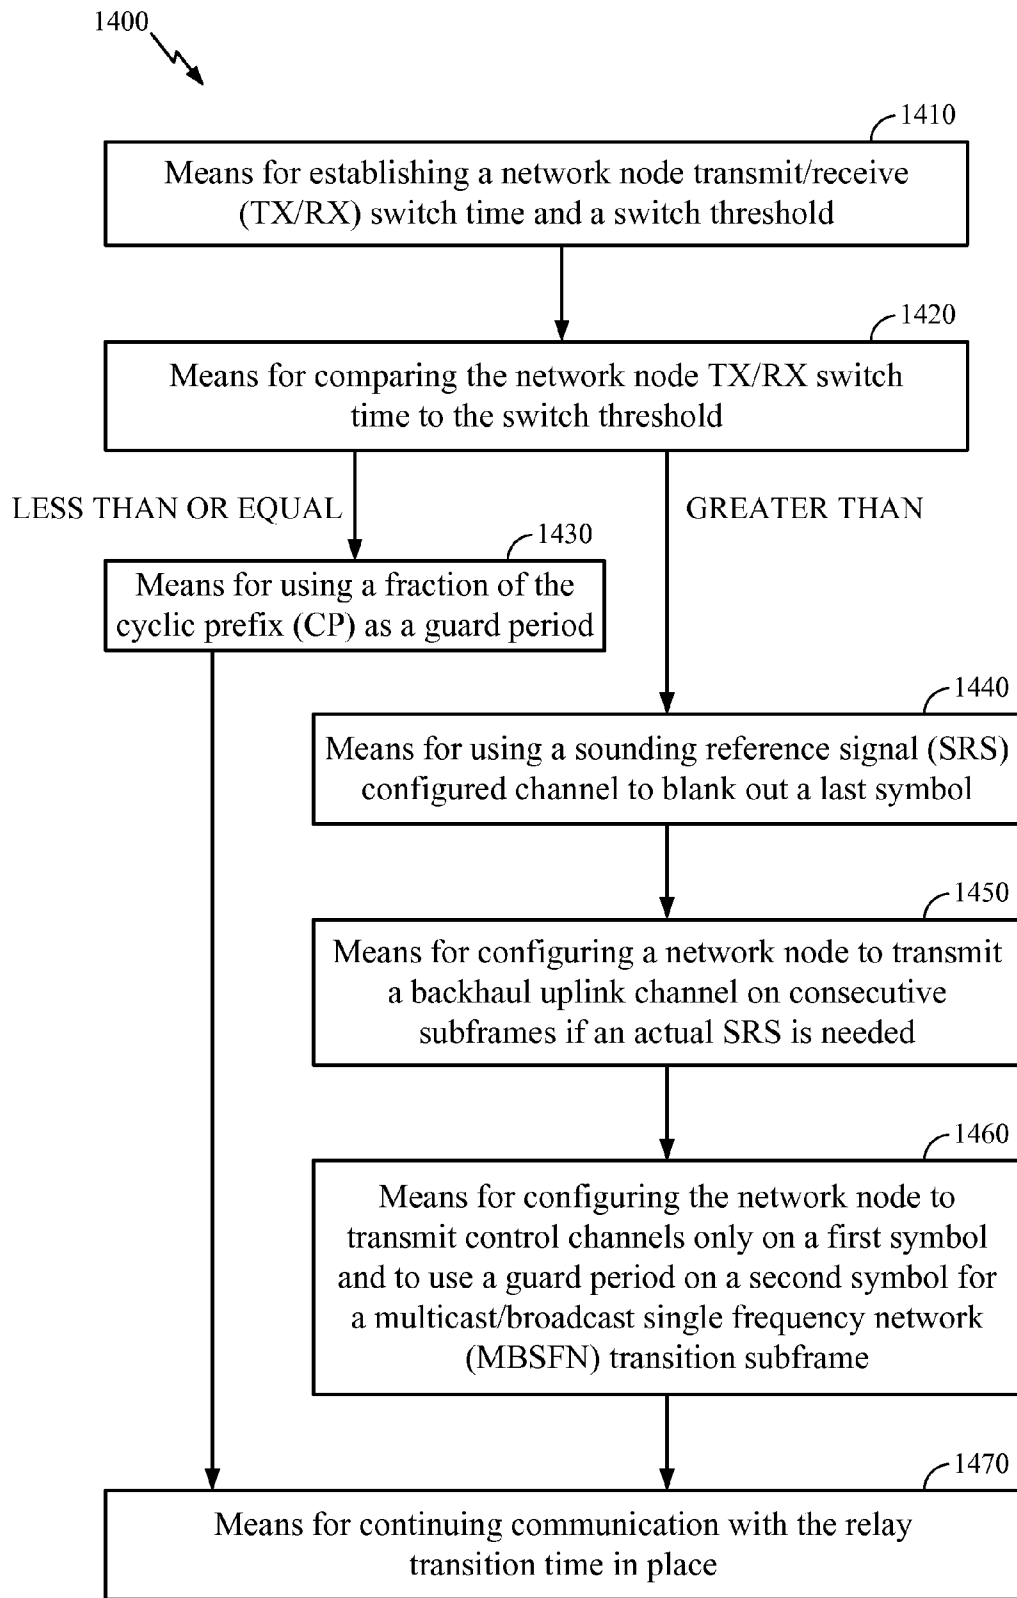 1400
1410
Means for establishing a network node transmit/receive
(TX/RX) switch time and a switch threshold
1420
Means for comparing the network node TX/RX switch
time to the switch threshold
LESS THAN OR EQUAL
GREATER THAN
1430
Means for using a fraction of the
cyclic prefix (CP) as a guard period
1440
Means for using a sounding reference signal (SRS)
configured channel to blank out a last symbol
1450
Means for configuring a network node to transmit
a backhaul uplink channel on consecutive
subframes if an actual SRS is needed
1460
Means for configuring the network node to
transmit control channels only on a first symbol
and to use a guard period on a second symbol for
a multicast/broadcast single frequency network
(MBSFN) transition subframe
1470
Means for continuing communication with the relay
transition time in place